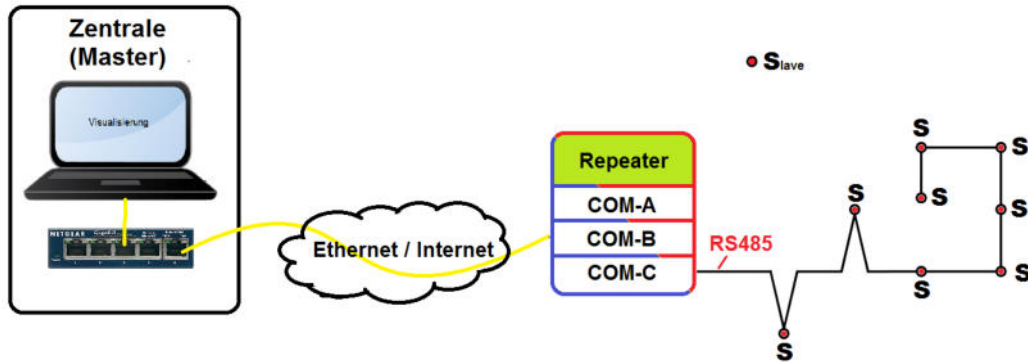 Zentrale
(Master)
Visualisierung
NETGEAR
Ethernet / Internet
Repeater
COM-A
COM-B
COM-C
RS485
Slave
S
S
S
S
S
S
S
S